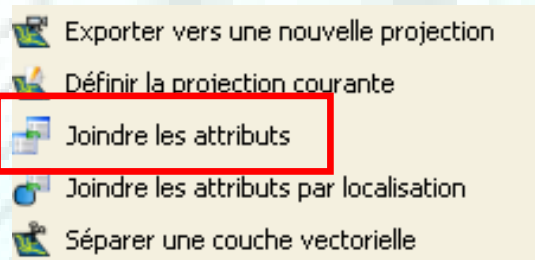 Exporter vers une nouvelle projection
Définir la projection courante
Joindre les attributs
Joindre les attributs par localisation
Séparer une couche vectorielle